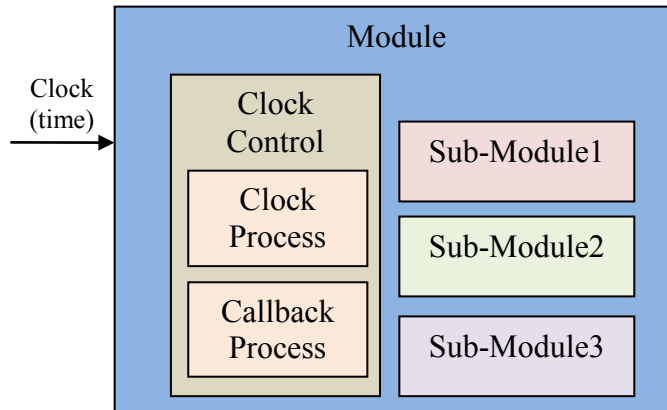 Module
Clock
(time)
Clock
Control
Clock
Process
Callback
Process
Sub-Module1
Sub-Module2
Sub-Module3